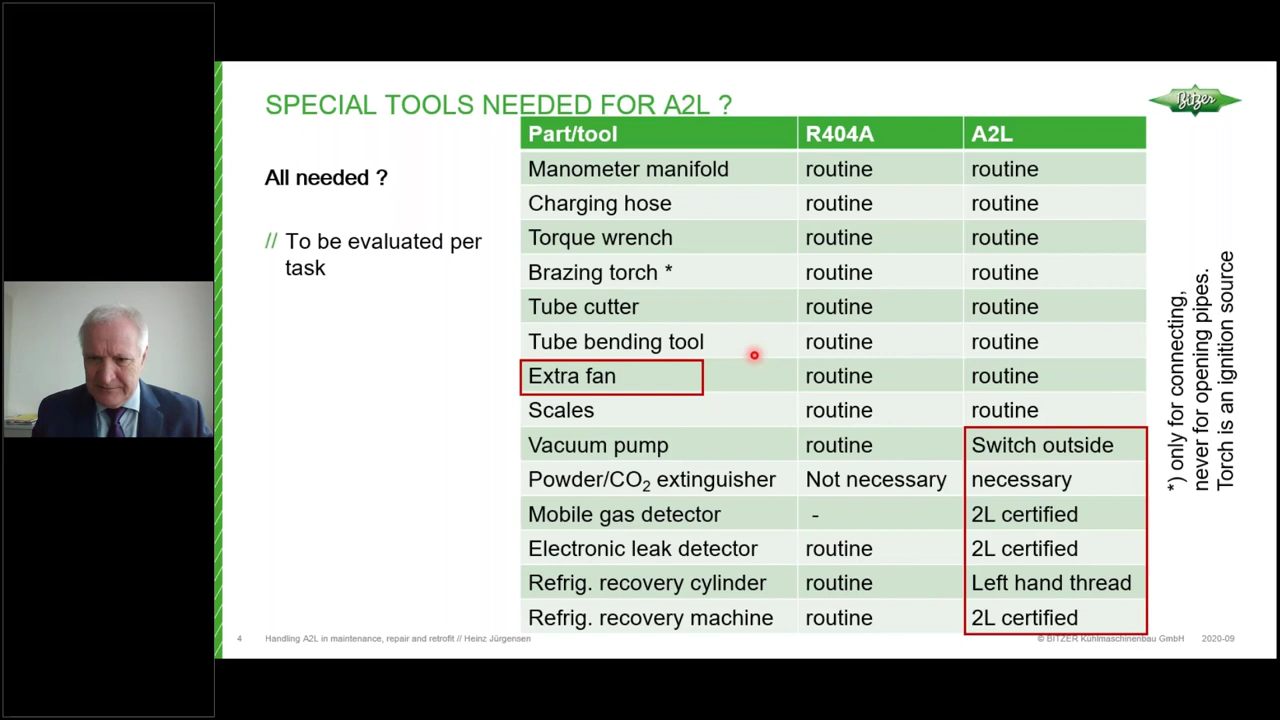 SPECIAL TOOLS NEEDED FOR A2L ?
Bitzer
All needed ?
// To be evaluated per
task
Part/tool R404A A2L
Manometer manifold routine routine
Charging hose routine routine
Torque wrench routine routine
Brazing torch * routine routine
Tube cutter routine routine
Tube bending tool routine routine
Extra fan routine routine
Scales routine routine
Vacuum pump routine Switch outside
Powder/CO₂ extinguisher Not necessary necessary
Mobile gas detector - 2L certified
Electronic leak detector routine 2L certified
Refrig. recovery cylinder routine Left hand thread
Refrig. recovery machine routine 2L certified
*) only for connecting,
never for opening pipes.
Torch is an ignition source
4 Handling A2L in maintenance, repair and retrofit // Heinz Jürgensen © BITZER Kühlmaschinenbau GmbH 2020-09